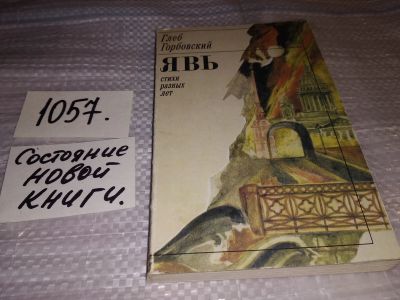 Глеб
Горбовский
ЯВЬ
стихи
разных
лет
1057.
Состояние
новой
книги.